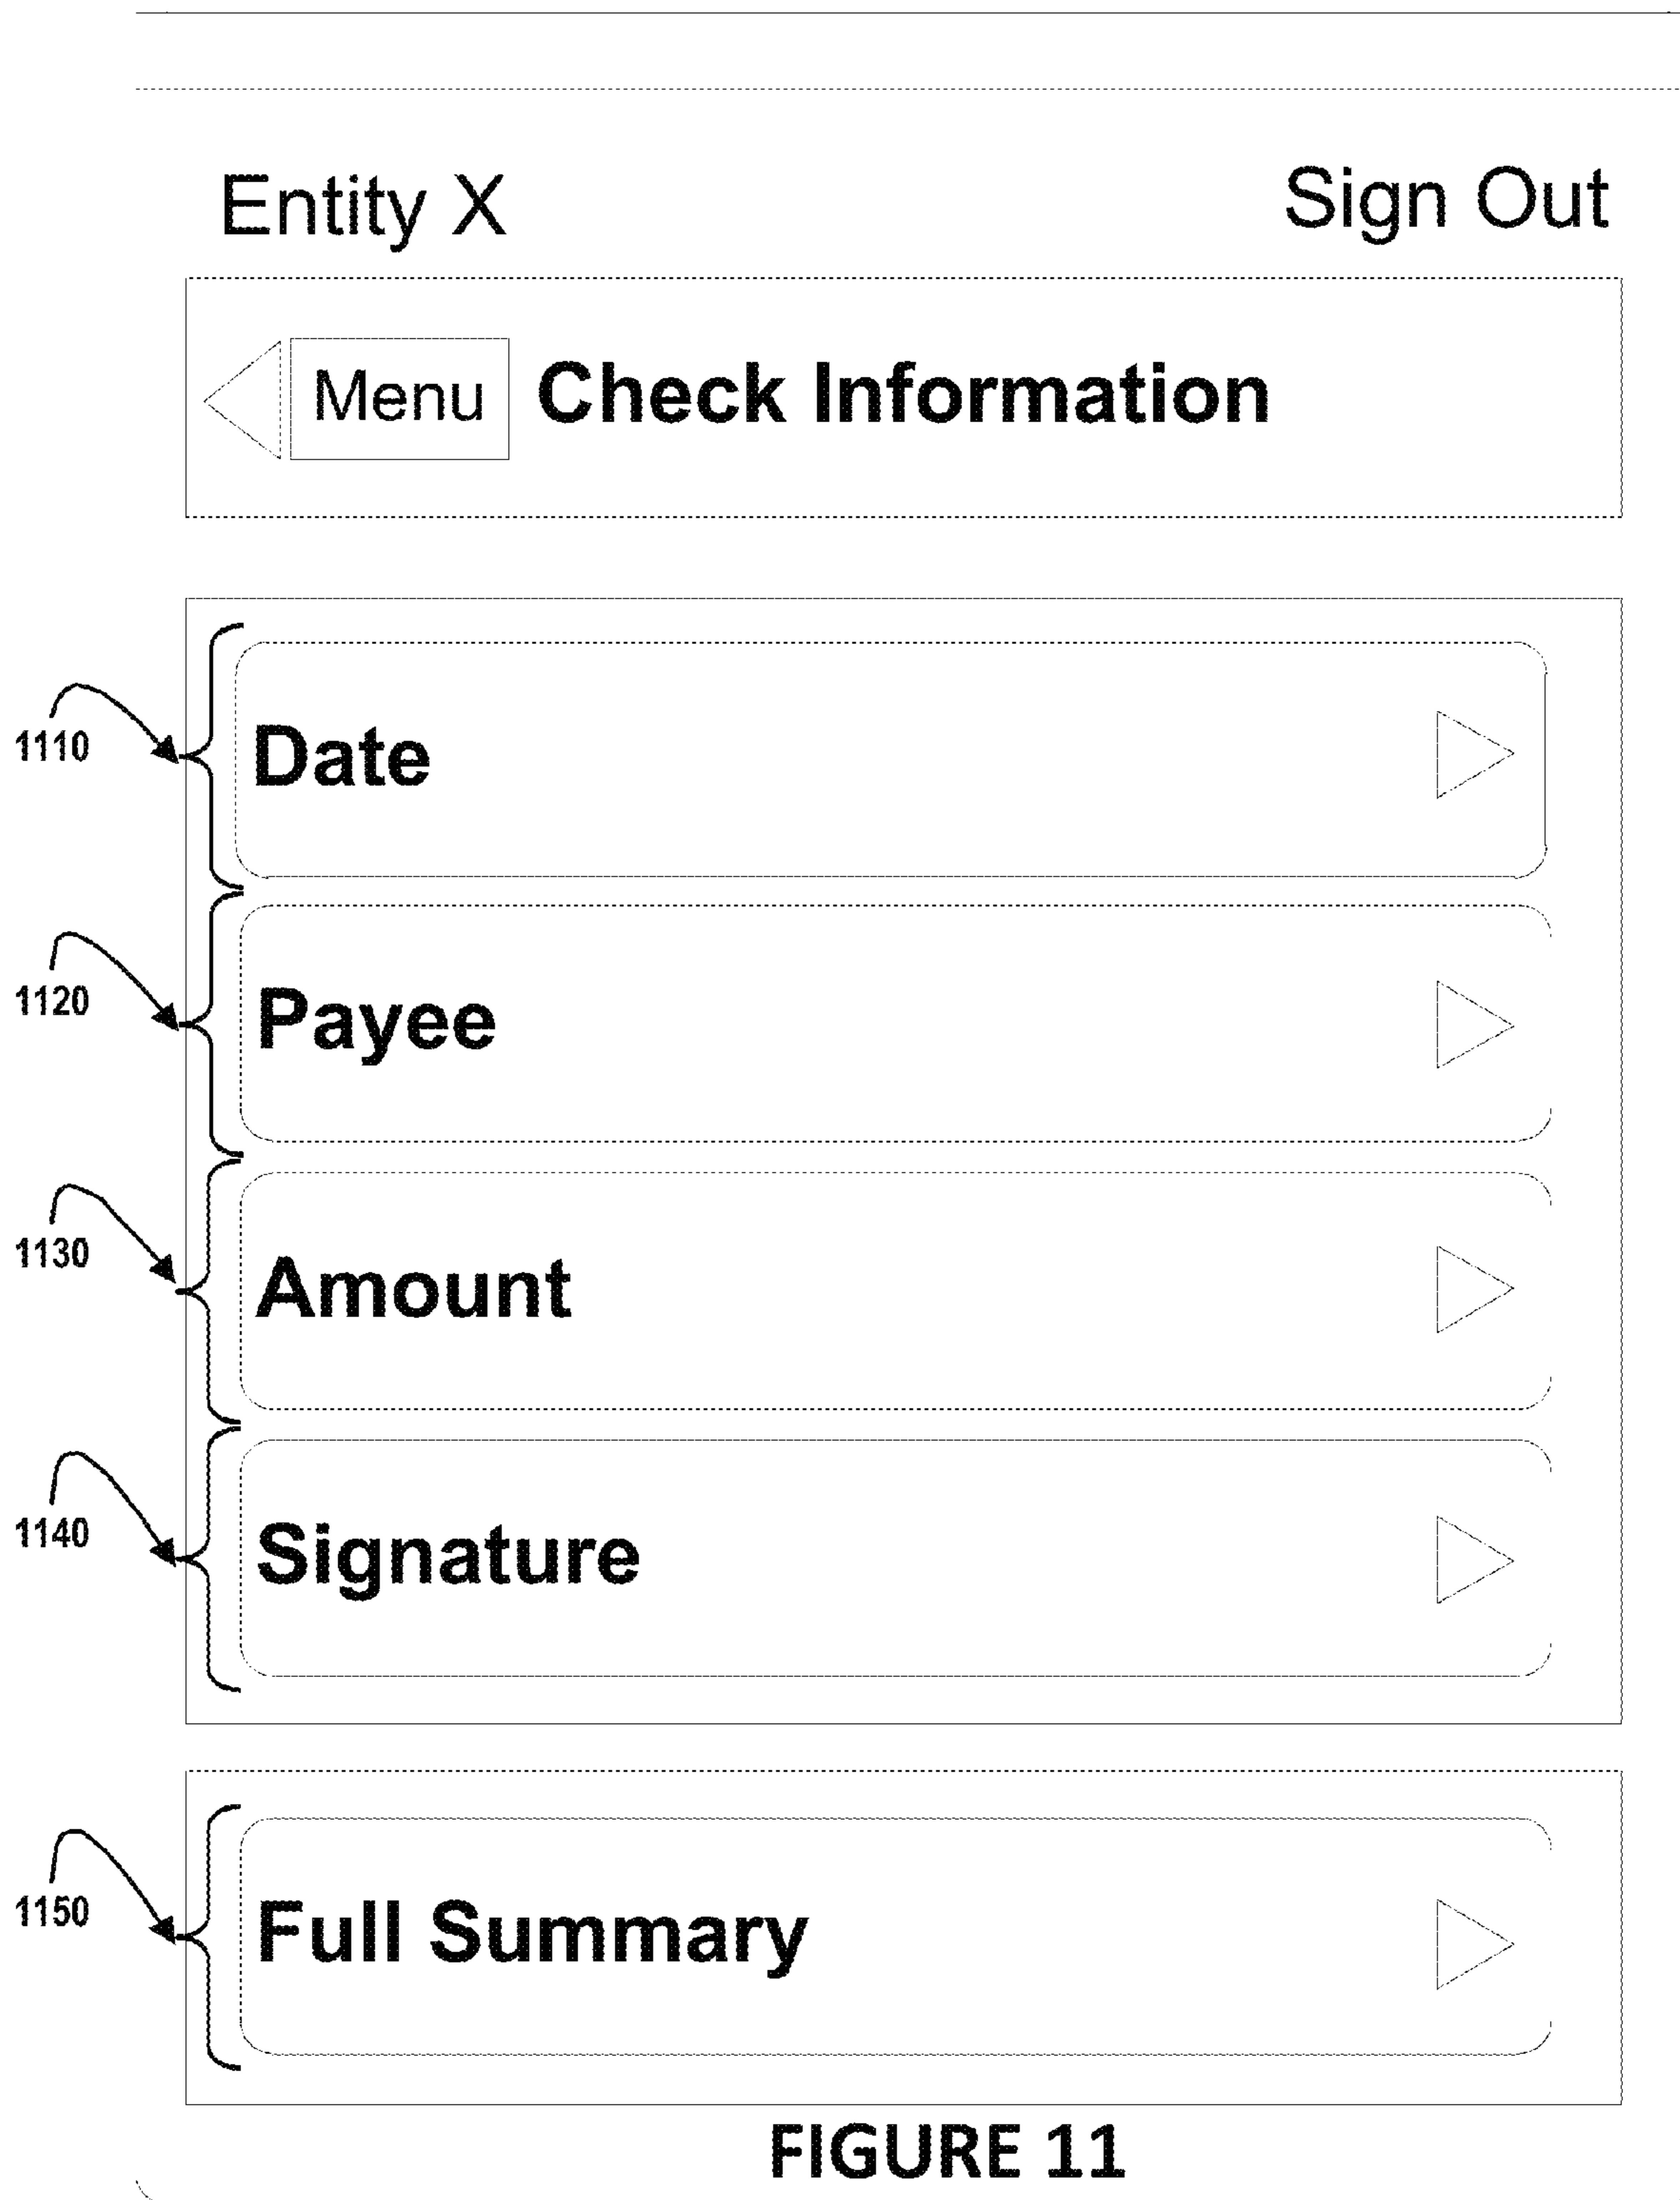 Entity X Sign Out
Menu Check Information
1110 Date
1120 Payee
1130 Amount
1140 Signature
1150 Full Summary
FIGURE 11